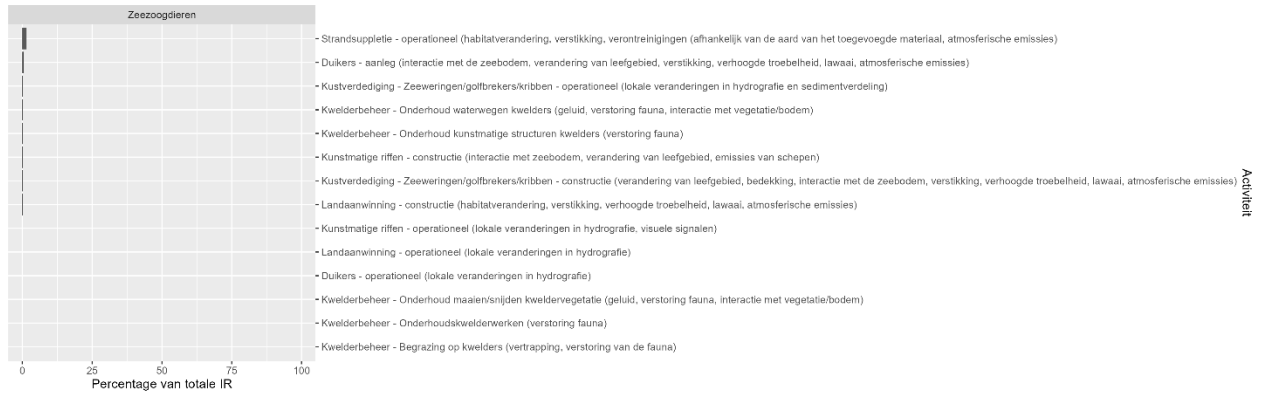 Zeezoogdieren
Strandsuppletie - operationeel (habitatverandering, verstikking, verontreinigingen (afhankelijk van de aard van het toegevoegde materiaal, atmosferische emissies)
Duikers - aanleg (interactie met de zeebodem, verandering van leefgebied, verstikking, verhoogde troebelheid, lawaai, atmosferische emissies)
Kustverdediging - Zeeweringen/golfbrekers/kribben - operationeel (lokale veranderingen in hydrografie en sedimentverdeling)
Kwelderbeheer - Onderhoud waterwegen kwelders (geluid, verstoring fauna, interactie met vegetatie/bodem)
Kwelderbeheer - Onderhoud kunstmatige structuren kwelders (verstoring fauna)
Kunstmatige riffen - constructie (interactie met zeebodem, verandering van leefgebied, emissies van schepen)
Kustverdediging - Zeeweringen/golfbrekers/kribben - constructie (verandering van leefgebied, bedekking, interactie met de zeebodem, verstikking, verhoogde troebelheid, lawaai, atmosferische emissies)
Landaanwinning - constructie (habitatverandering, verstikking, verhoogde troebelheid, lawaai, atmosferische emissies)
Kunstmatige riffen - operationeel (lokale veranderingen in hydrografie, visuele signalen)
Landaanwinning - operationeel (lokale veranderingen in hydrografie)
Duikers - operationeel (lokale veranderingen in hydrografie)
Kwelderbeheer - Onderhoud maaien/snijden kweldervegetatie (geluid, verstoring fauna, interactie met vegetatie/bodem)
Kwelderbeheer - Onderhoudskwelderwerken (verstoring fauna)
Kwelderbeheer - Begrazing op kwelders (vertrapping, verstoring van de fauna)
Activiteit
0 25 50 75 100
Percentage van totale IR